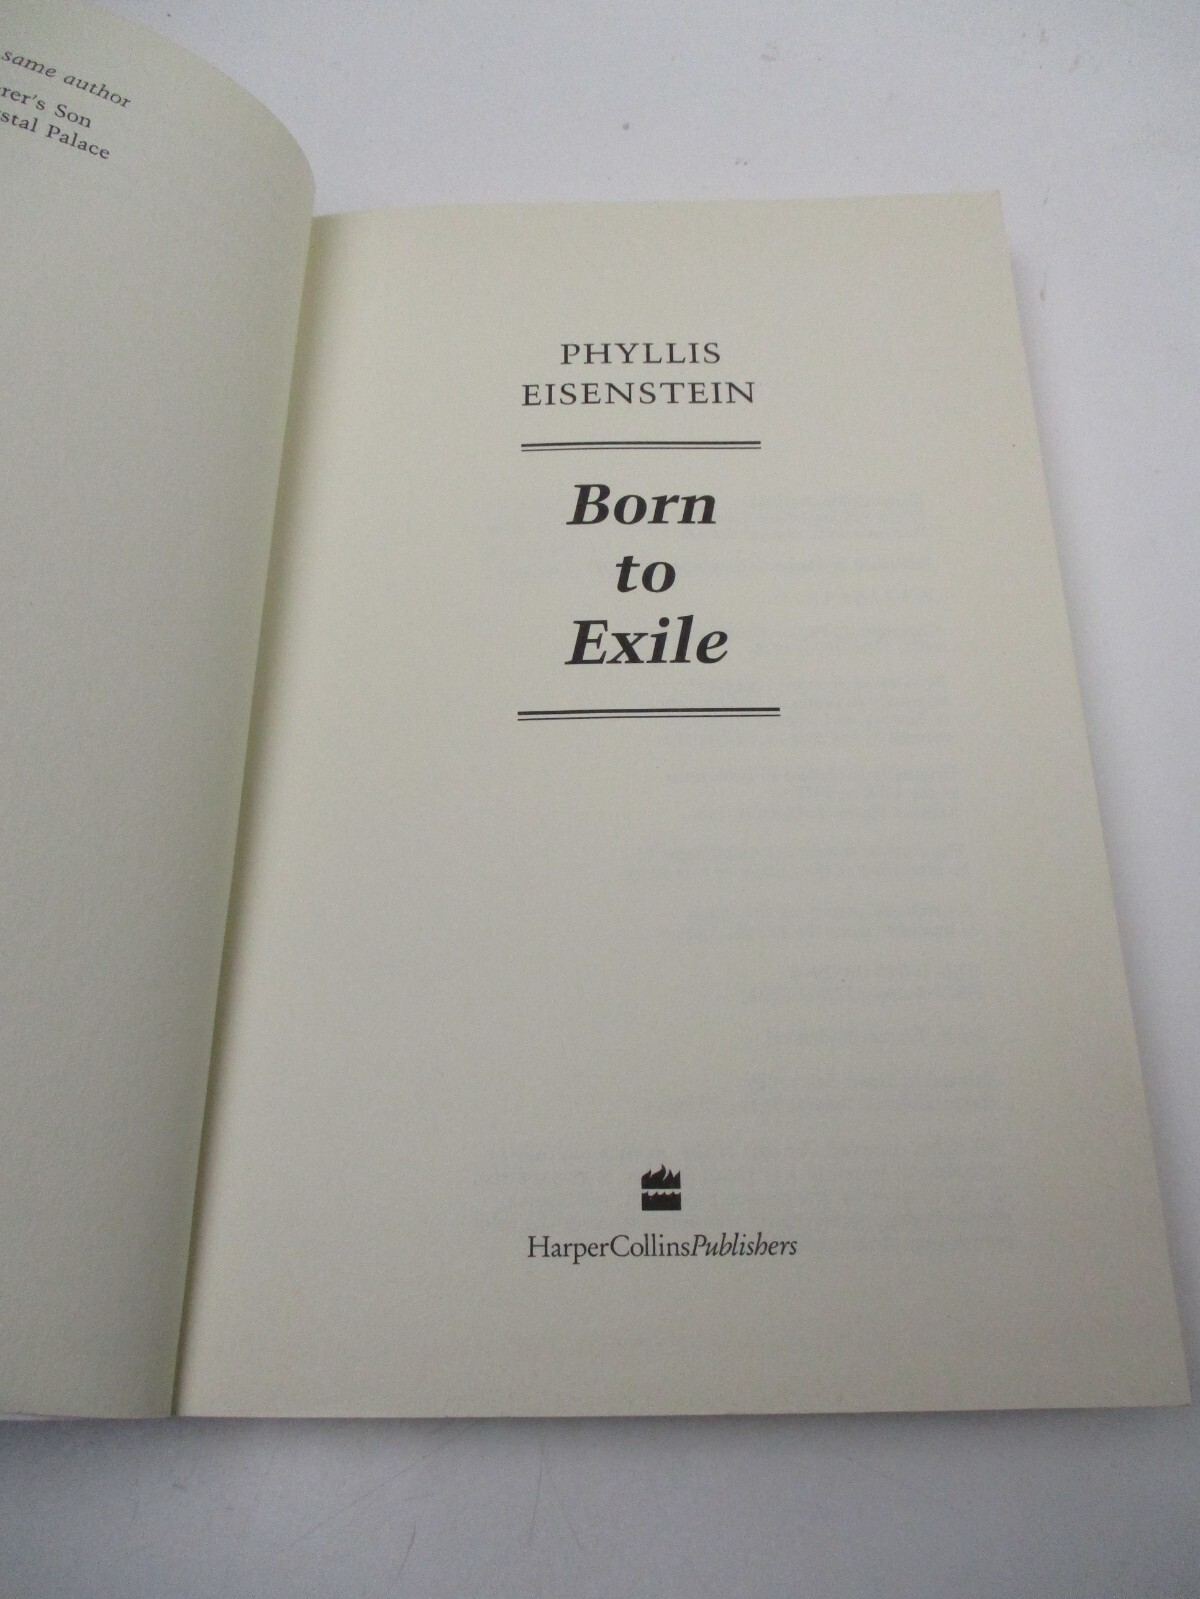 same author
rer's Son
stal Palace
PHYLLIS
EISENSTEIN
Born
to
Exile
HarperCollinsPublishers